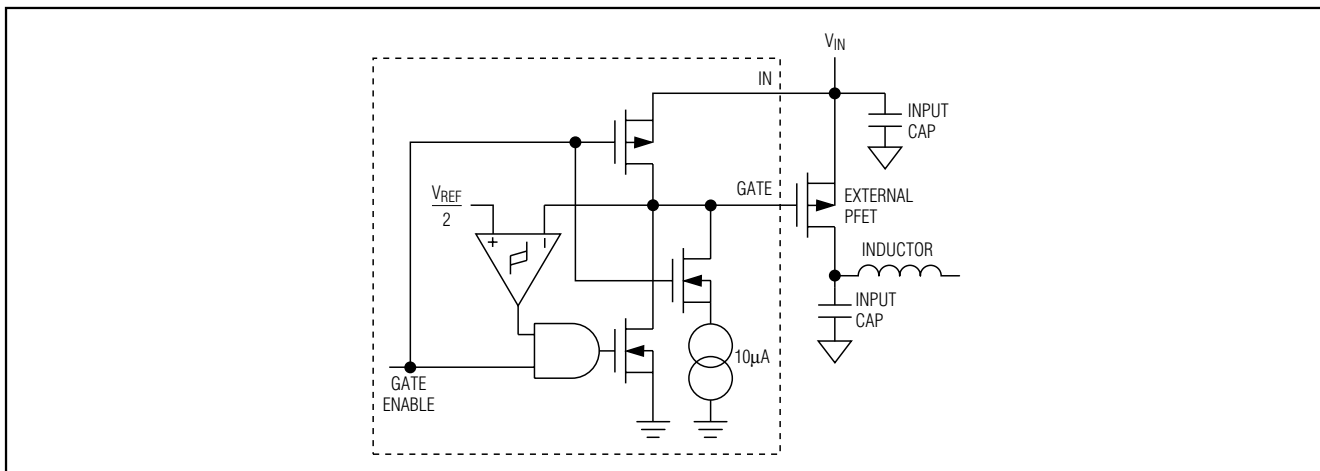 VIN
IN
INPUT
CAP
VREF
2
GATE
EXTERNAL
PFET
+
–
INDUCTOR
INPUT
CAP
10μA
GATE
ENABLE